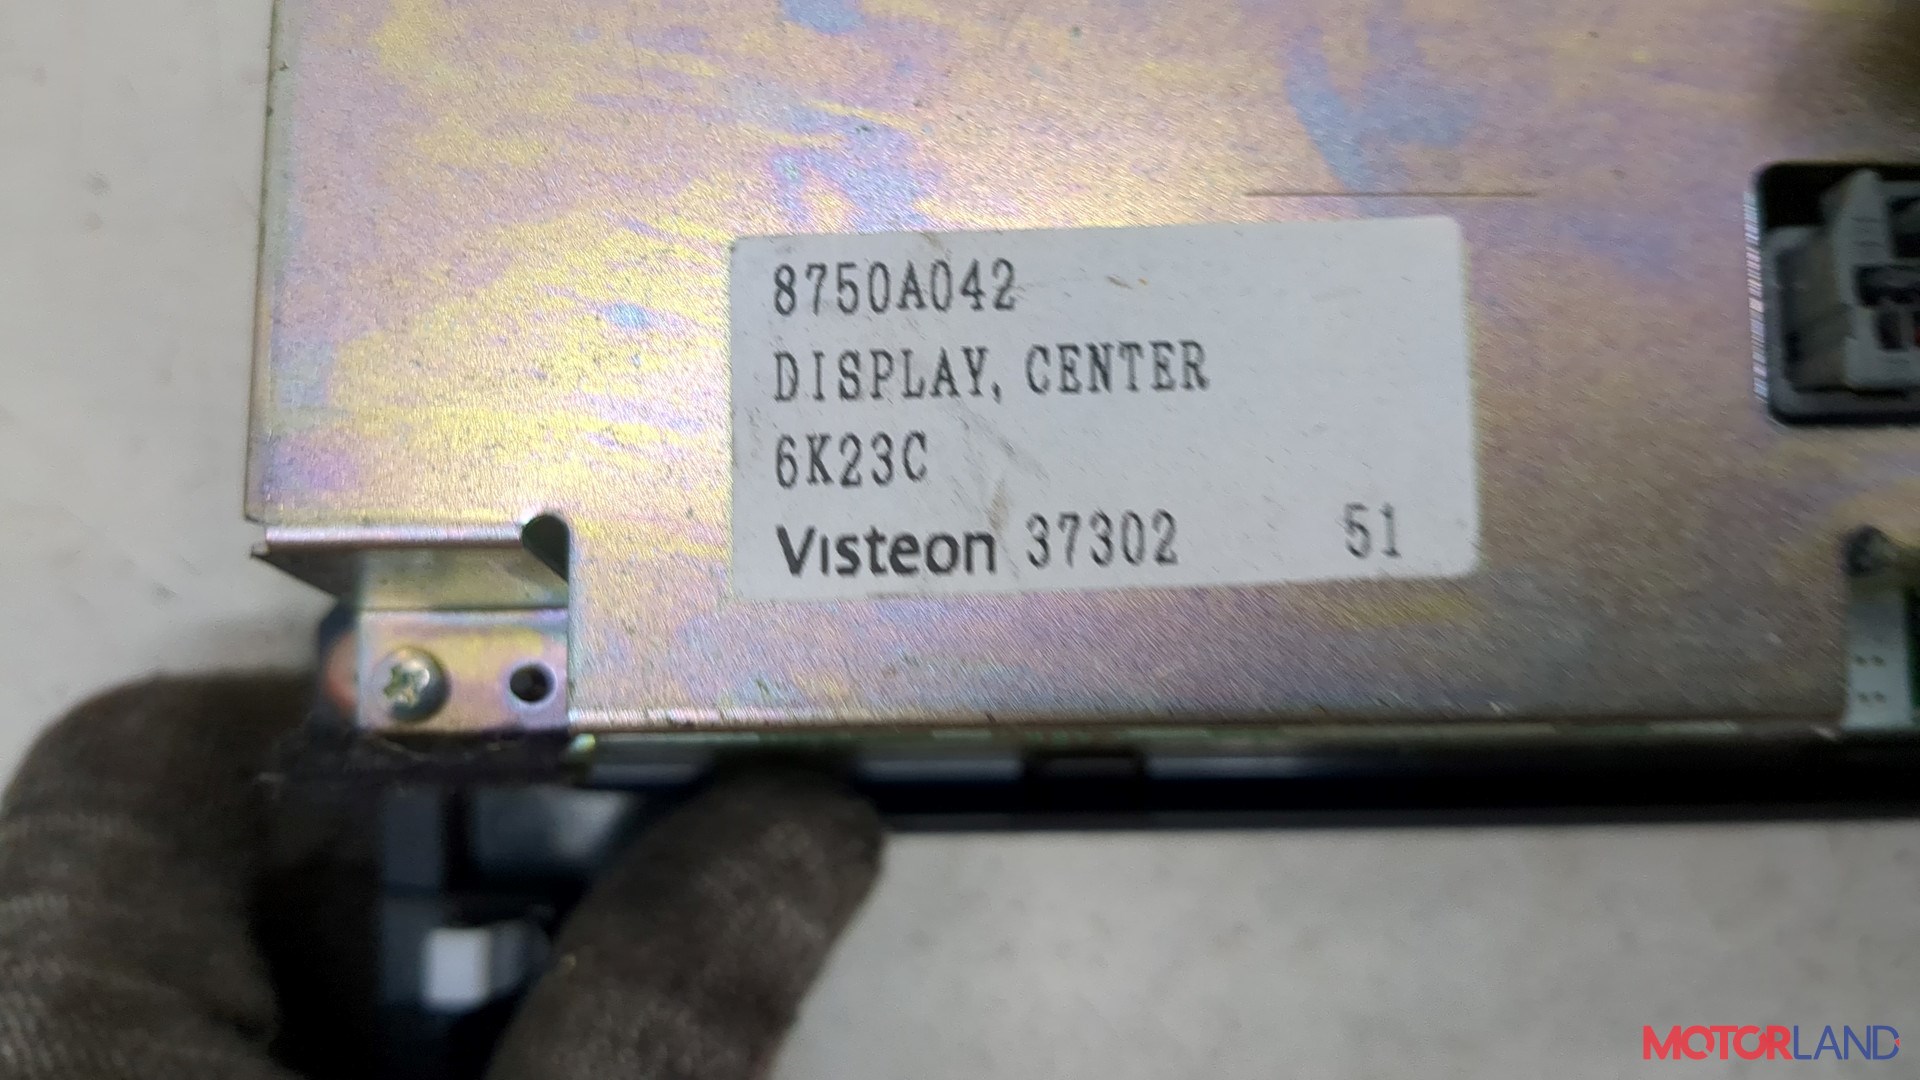 8750A042
DISPLAY, CENTER
6K23C
Visteon 37302 51
MOTORLAND